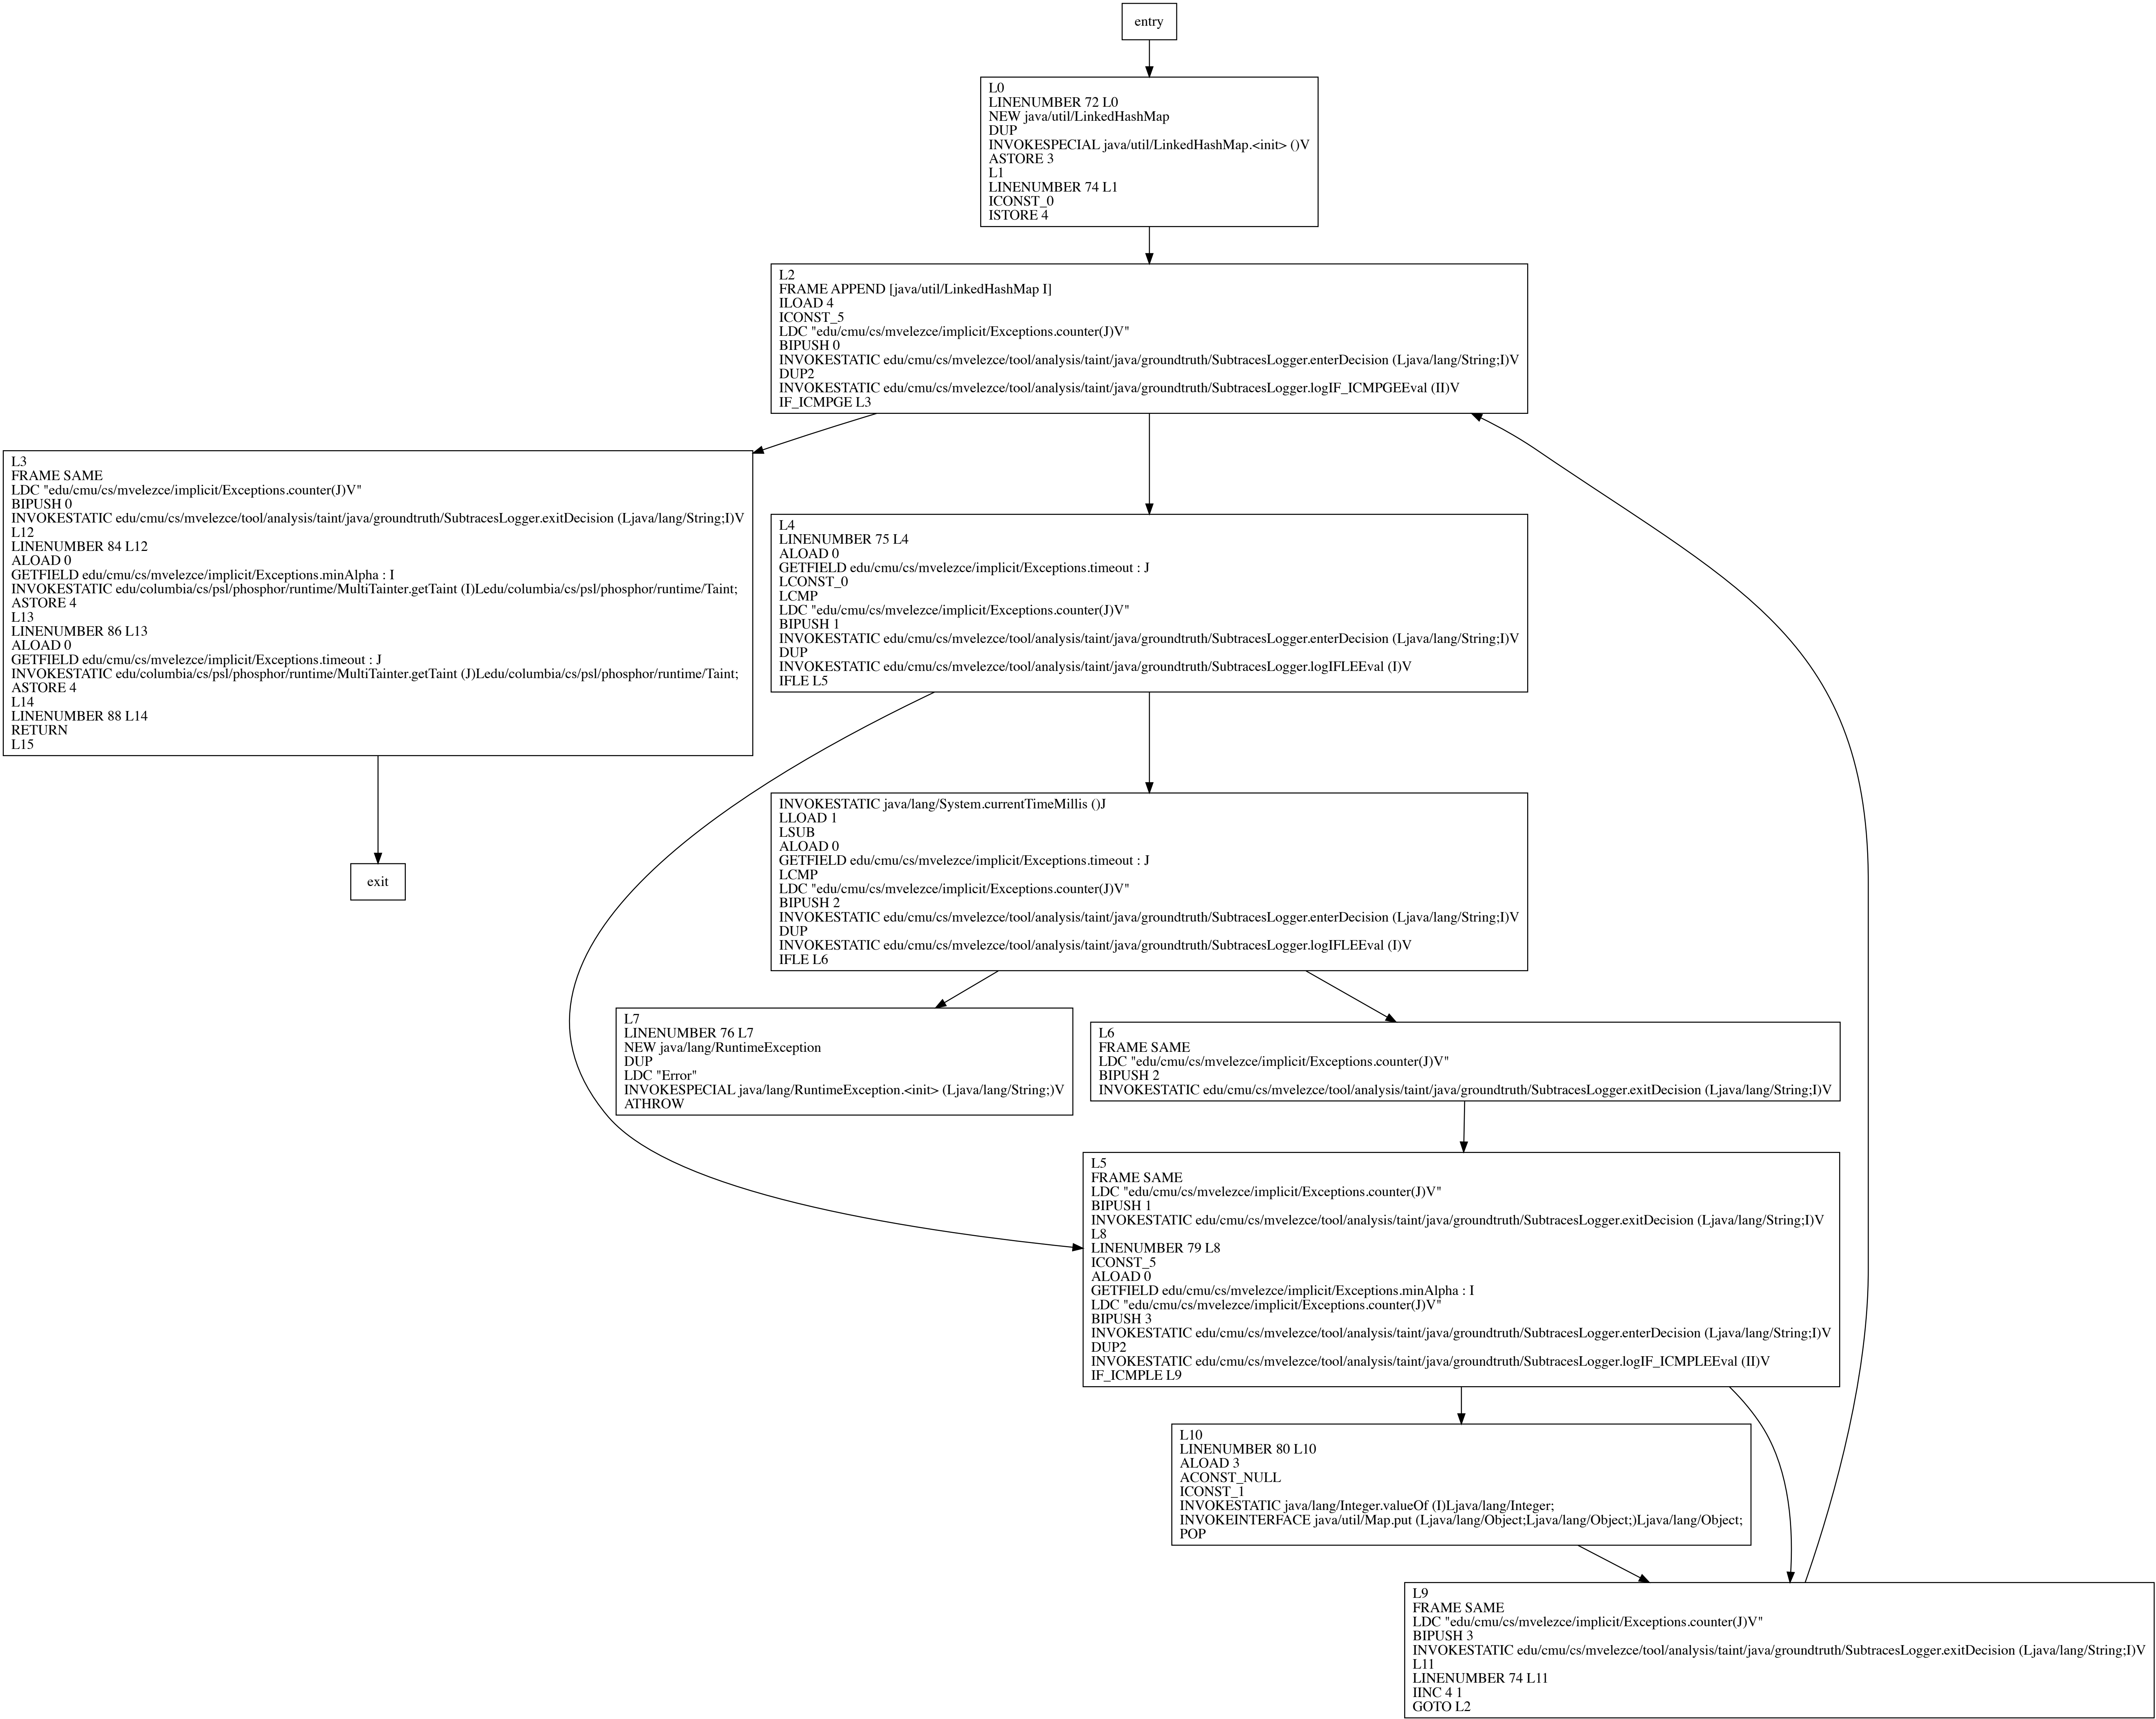 entry
L0
LINENUMBER 72 L0
NEW java/util/LinkedHashMap
DUP
INVOKESPECIAL java/util/LinkedHashMap.<init> ()V
ASTORE 3
L1
LINENUMBER 74 L1
ICONST_0
ISTORE 4
L2
FRAME APPEND [java/util/LinkedHashMap I]
ILOAD 4
ICONST_5
LDC "edu/cmu/cs/mvelezce/implicit/Exceptions.counter(J)V"
BIPUSH 0
INVOKESTATIC edu/cmu/cs/mvelezce/tool/analysis/taint/java/groundtruth/SubtracesLogger.enterDecision (Ljava/lang/String;I)V
DUP2
INVOKESTATIC edu/cmu/cs/mvelezce/tool/analysis/taint/java/groundtruth/SubtracesLogger.logIF_ICMPGEEval (II)V
IF_ICMPGE L3
L3
FRAME SAME
LDC "edu/cmu/cs/mvelezce/implicit/Exceptions.counter(J)V"
BIPUSH 0
INVOKESTATIC edu/cmu/cs/mvelezce/tool/analysis/taint/java/groundtruth/SubtracesLogger.exitDecision (Ljava/lang/String;I)V
L12
LINENUMBER 84 L12
ALOAD 0
GETFIELD edu/cmu/cs/mvelezce/implicit/Exceptions.minAlpha : I
INVOKESTATIC edu/columbia/cs/psl/phosphor/runtime/MultiTainter.getTaint (I)Ledu/columbia/cs/psl/phosphor/runtime/Taint;
ASTORE 4
L13
LINENUMBER 86 L13
ALOAD 0
GETFIELD edu/cmu/cs/mvelezce/implicit/Exceptions.timeout : J
INVOKESTATIC edu/columbia/cs/psl/phosphor/runtime/MultiTainter.getTaint (J)Ledu/columbia/cs/psl/phosphor/runtime/Taint;
ASTORE 4
L14
LINENUMBER 88 L14
RETURN
L15
L4
LINENUMBER 75 L4
ALOAD 0
GETFIELD edu/cmu/cs/mvelezce/implicit/Exceptions.timeout : J
LCONST_0
LCMP
LDC "edu/cmu/cs/mvelezce/implicit/Exceptions.counter(J)V"
BIPUSH 1
INVOKESTATIC edu/cmu/cs/mvelezce/tool/analysis/taint/java/groundtruth/SubtracesLogger.enterDecision (Ljava/lang/String;I)V
DUP
INVOKESTATIC edu/cmu/cs/mvelezce/tool/analysis/taint/java/groundtruth/SubtracesLogger.logIFLEEval (I)V
IFLE L5
exit
INVOKESTATIC java/lang/System.currentTimeMillis ()J
LLOAD 1
LSUB
ALOAD 0
GETFIELD edu/cmu/cs/mvelezce/implicit/Exceptions.timeout : J
LCMP
LDC "edu/cmu/cs/mvelezce/implicit/Exceptions.counter(J)V"
BIPUSH 2
INVOKESTATIC edu/cmu/cs/mvelezce/tool/analysis/taint/java/groundtruth/SubtracesLogger.enterDecision (Ljava/lang/String;I)V
DUP
INVOKESTATIC edu/cmu/cs/mvelezce/tool/analysis/taint/java/groundtruth/SubtracesLogger.logIFLEEval (I)V
IFLE L6
L7
LINENUMBER 76 L7
NEW java/lang/RuntimeException
DUP
LDC "Error"
INVOKESPECIAL java/lang/RuntimeException.<init> (Ljava/lang/String;)V
ATHROW
L6
FRAME SAME
LDC "edu/cmu/cs/mvelezce/implicit/Exceptions.counter(J)V"
BIPUSH 2
INVOKESTATIC edu/cmu/cs/mvelezce/tool/analysis/taint/java/groundtruth/SubtracesLogger.exitDecision (Ljava/lang/String;I)V
L5
FRAME SAME
LDC "edu/cmu/cs/mvelezce/implicit/Exceptions.counter(J)V"
BIPUSH 1
INVOKESTATIC edu/cmu/cs/mvelezce/tool/analysis/taint/java/groundtruth/SubtracesLogger.exitDecision (Ljava/lang/String;I)V
L8
LINENUMBER 79 L8
ICONST_5
ALOAD 0
GETFIELD edu/cmu/cs/mvelezce/implicit/Exceptions.minAlpha : I
LDC "edu/cmu/cs/mvelezce/implicit/Exceptions.counter(J)V"
BIPUSH 3
INVOKESTATIC edu/cmu/cs/mvelezce/tool/analysis/taint/java/groundtruth/SubtracesLogger.enterDecision (Ljava/lang/String;I)V
DUP2
INVOKESTATIC edu/cmu/cs/mvelezce/tool/analysis/taint/java/groundtruth/SubtracesLogger.logIF_ICMPLEEval (II)V
IF_ICMPLE L9
L10
LINENUMBER 80 L10
ALOAD 3
ACONST_NULL
ICONST_1
INVOKESTATIC java/lang/Integer.valueOf (I)Ljava/lang/Integer;
INVOKEINTERFACE java/util/Map.put (Ljava/lang/Object;Ljava/lang/Object;)Ljava/lang/Object;
POP
L9
FRAME SAME
LDC "edu/cmu/cs/mvelezce/implicit/Exceptions.counter(J)V"
BIPUSH 3
INVOKESTATIC edu/cmu/cs/mvelezce/tool/analysis/taint/java/groundtruth/SubtracesLogger.exitDecision (Ljava/lang/String;I)V
L11
LINENUMBER 74 L11
IINC 4 1
GOTO L2